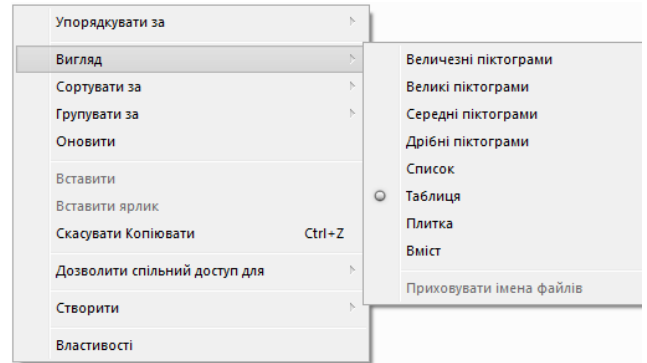 Упорядкувати за
Вигляд
Сортувати за
Групувати за
Оновити
Вставити
Вставити ярлик
Скасувати Копіювати Ctrl+Z
Дозволити спільний доступ для
Створити
Властивості
Величезні піктограми
Великі піктограми
Середні піктограми
Дрібні піктограми
Список
Таблиця
Плитка
Вміст
Приховувати імена файлів